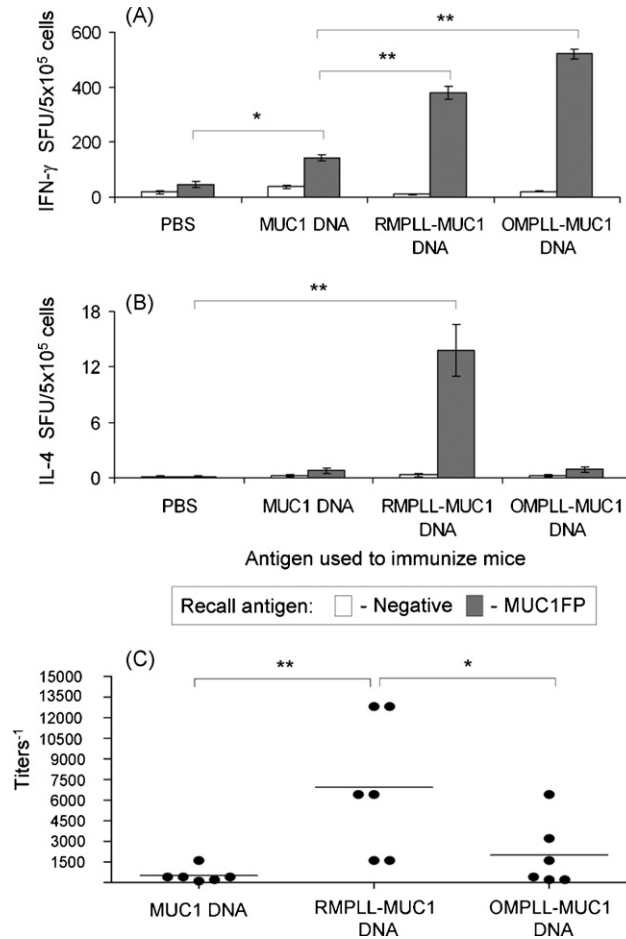 (A)
IFN-γ SFU/5x10⁵ cells
600
400
200
0
*
**
**
PBS
MUC1 DNA
RMPLL-MUC1
DNA
OMPLL-MUC1
DNA
(B)
IL-4 SFU/5x10⁵ cells
18
12
6
0
**
PBS
MUC1 DNA
RMPLL-MUC1
DNA
OMPLL-MUC1
DNA
Antigen used to immunize mice
Recall antigen: - Negative - MUC1FP
(C)
Titers⁻¹
15000
13500
12000
10500
9000
7500
6000
4500
3000
1500
**
*
MUC1 DNA
RMPLL-MUC1
DNA
OMPLL-MUC1
DNA